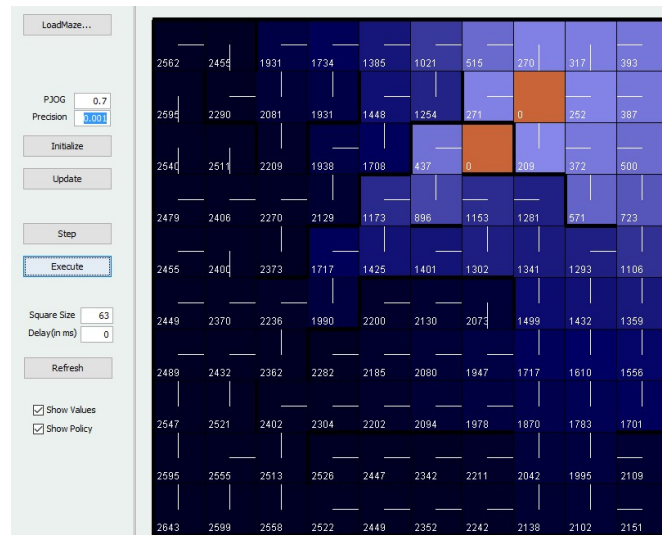 LoadMaze...
PJOG 0.7
Precision 0.001
Initialize
Update
Step
Execute
Square Size 63
Delay(in ms) 0
Refresh
Show Values
Show Policy
2562 2455 1931 1734 1385 1021 515 270 317 393
2595 2290 2081 1931 1448 1254 271 0 252 387
2540 2511 2209 1938 1708 437 0 209 372 500
2479 2406 2270 2129 1173 896 1153 1281 571 723
2455 2400 2373 1717 1425 1401 1302 1341 1293 1106
2449 2370 2236 1990 2200 2130 2073 1499 1432 1359
2489 2432 2362 2282 2185 2080 1947 1717 1610 1556
2547 2521 2402 2304 2202 2094 1978 1870 1783 1701
2595 2555 2513 2526 2447 2342 2211 2042 1995 2109
2643 2599 2558 2522 2449 2352 2242 2138 2102 2151